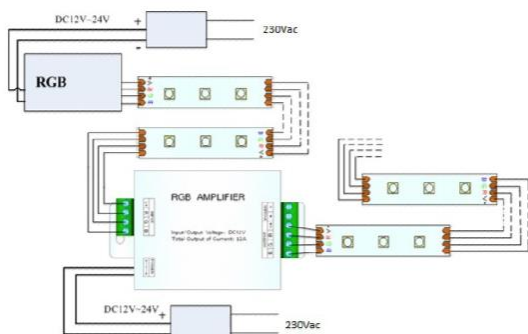 DC12V~24V
+
-
230Vac
RGB
RGB AMPLIFIER
Input Output Voltage: DC12V
Total Output of Current: 12A
DC12V~24V
+
230Vac